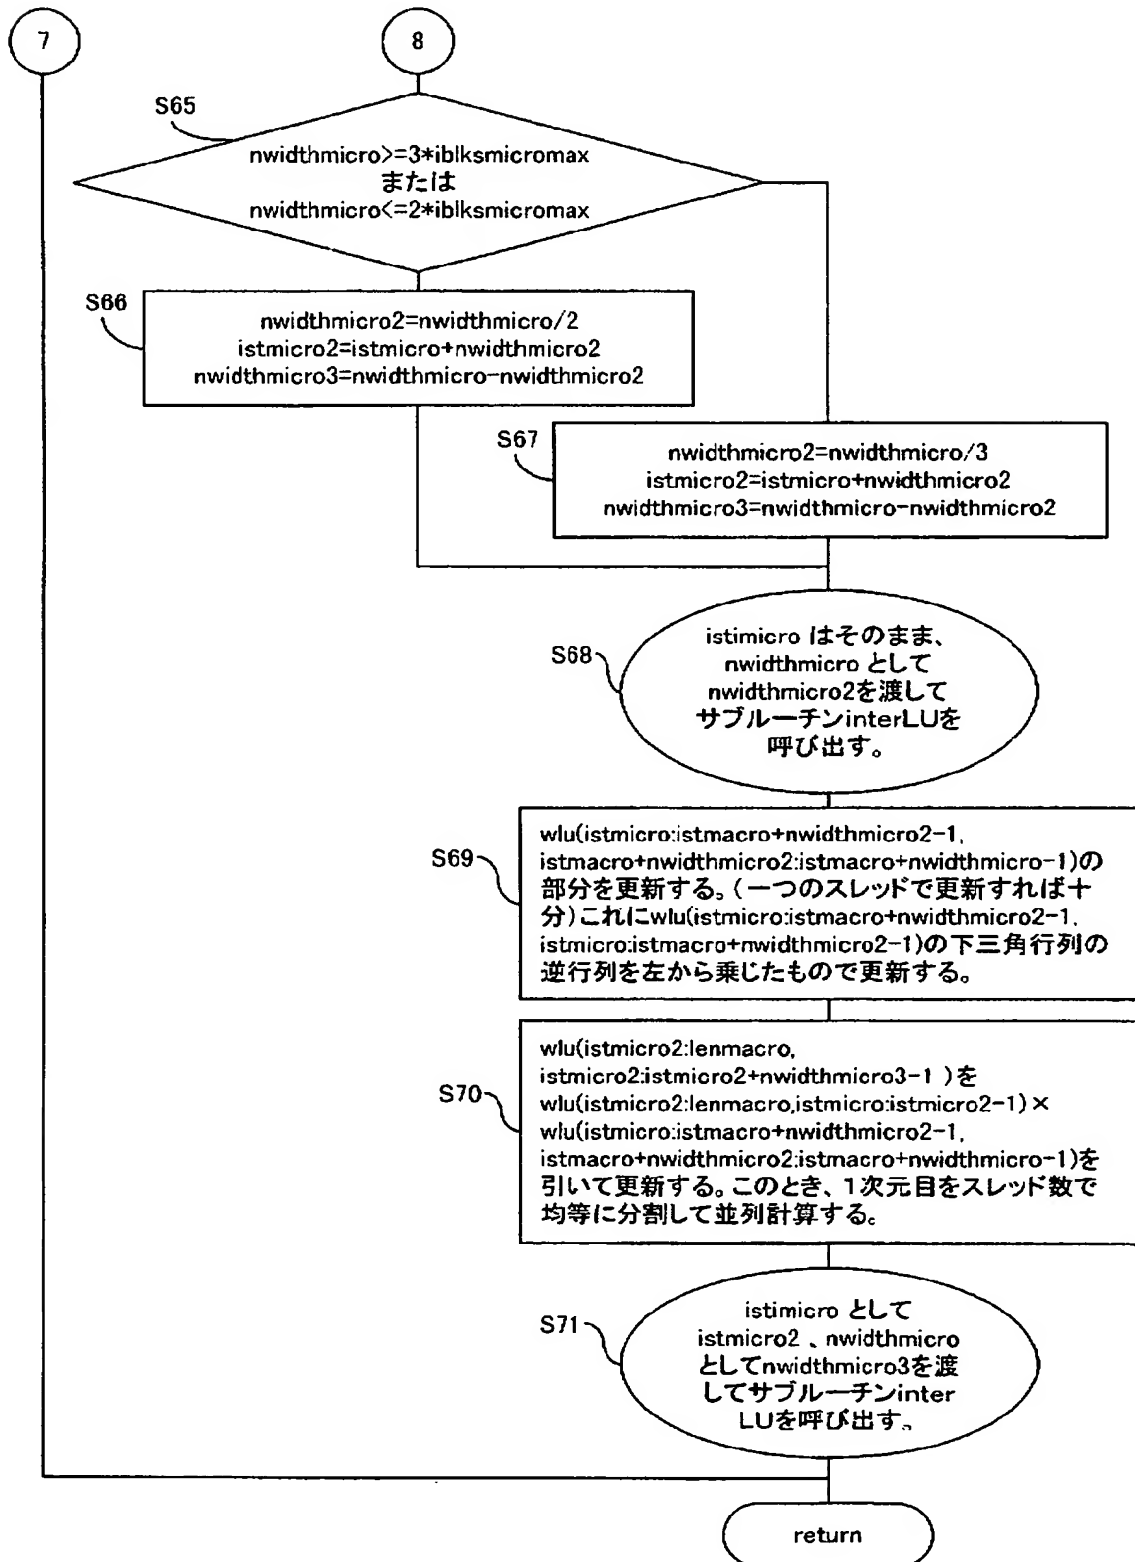 7
8
S65
nwidthmicro>=3*iblksmicromax
または
nwidthmicro<=2*iblksmicromax
S66
nwidthmicro2=nwidthmicro/2
istmicro2=istmicro+nwidthmicro2
nwidthmicro3=nwidthmicro-nwidthmicro2
S67
nwidthmicro2=nwidthmicro/3
istmicro2=istmicro+nwidthmicro2
nwidthmicro3=nwidthmicro-nwidthmicro2
S68
istimicro はそのまま、
nwidthmicro として
nwidthmicro2を渡して
サブルーチンinterLUを
呼び出す。
S69
wlu(istmicro:istmacro+nwidthmicro2-1,
istmacro+nwidthmicro2:istmacro+nwidthmicro-1)の
部分を更新する。(一つのスレッドで更新すれば十
分)これにwlu(istmicro:istmacro+nwidthmicro2-1,
istmicro:istmacro+nwidthmicro2-1)の下三角行列の
逆行列を左から乗じたもので更新する。
S70
wlu(istmicro2:lenmacro,
istmicro2:istmicro2+nwidthmicro3-1 )を
wlu(istmicro2:lenmacro,istmicro:istmicro2-1)×
wlu(istmicro:istmacro+nwidthmicro2-1,
istmacro+nwidthmicro2:istmacro+nwidthmicro-1)を
引いて更新する。このとき、1次元目をスレッド数で
均等に分割して並列計算する。
S71
istimicro として
istmicro2 、nwidthmicro
としてnwidthmicro3を渡
してサブルーチンinter
LUを呼び出す。
return